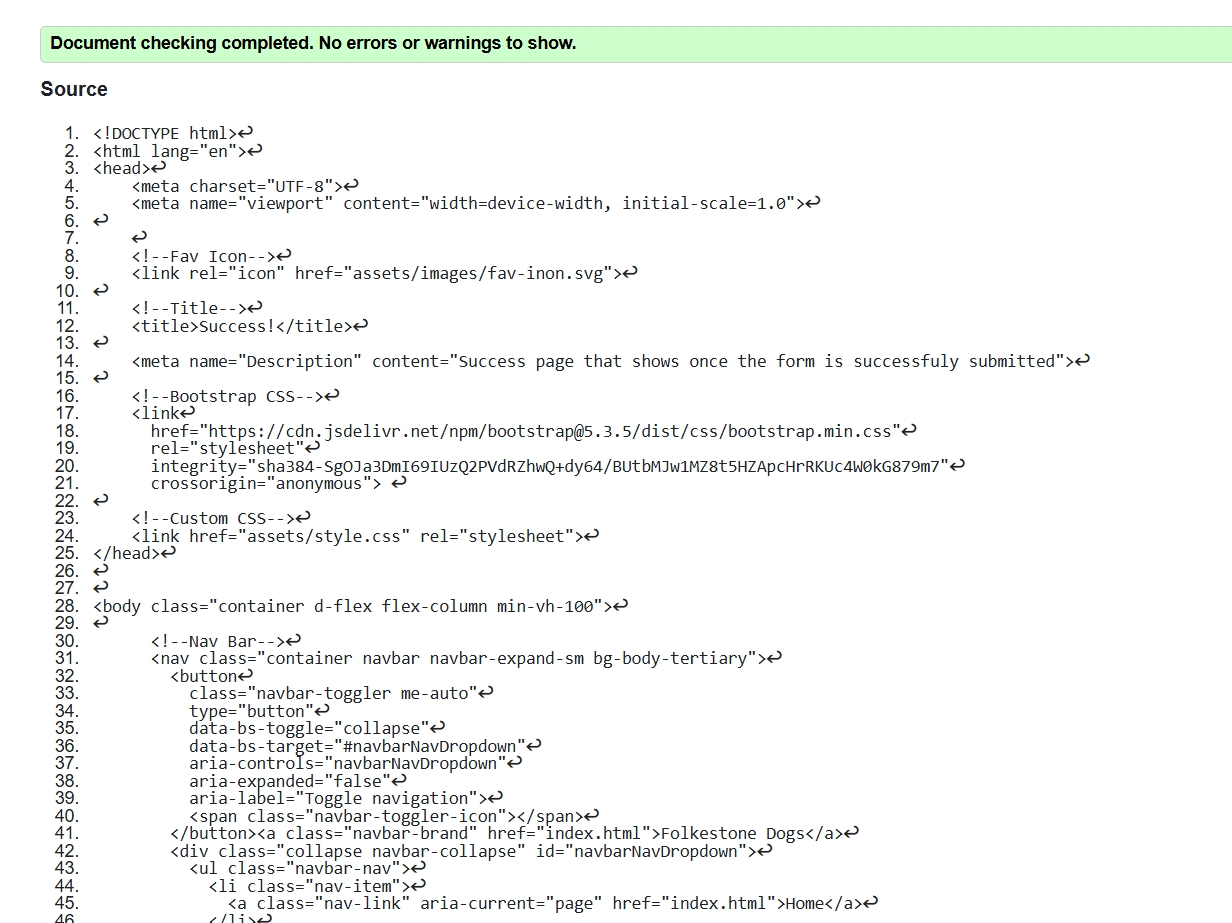 Document checking completed. No errors or warnings to show.
Source
1. <!DOCTYPE html>↩
2. <html lang="en">↩
3. <head>↩
4. <meta charset="UTF-8">↩
5. <meta name="viewport" content="width=device-width, initial-scale=1.0">↩
6. ↩
7. ↩
8. <!--Fav Icon-->↩
9. <link rel="icon" href="assets/images/fav-inon.svg">↩
10. ↩
11. <!--Title-->↩
12. <title>Success!</title>↩
13. ↩
14. <meta name="Description" content="Success page that shows once the form is successfuly submitted">↩
15. ↩
16. <!--Bootstrap CSS-->↩
17. <link↩
18. href="https://cdn.jsdelivr.net/npm/bootstrap@5.3.5/dist/css/bootstrap.min.css"↩
19. rel="stylesheet"↩
20. integrity="sha384-SgOJa3DmI69IUzQ2PVdRZhwQ+dy64/BUtbMJw1MZ8t5HZApcHrRKUc4W0kG879m7"↩
21. crossorigin="anonymous"> ↩
22. ↩
23. <!--Custom CSS-->↩
24. <link href="assets/style.css" rel="stylesheet">↩
25. </head>↩
26. ↩
27. ↩
28. <body class="container d-flex flex-column min-vh-100">↩
29. ↩
30. <!--Nav Bar-->↩
31. <nav class="container navbar navbar-expand-sm bg-body-tertiary">↩
32. <button↩
33. class="navbar-toggler me-auto"↩
34. type="button"↩
35. data-bs-toggle="collapse"↩
36. data-bs-target="#navbarNavDropdown"↩
37. aria-controls="navbarNavDropdown"↩
38. aria-expanded="false"↩
39. aria-label="Toggle navigation">↩
40. <span class="navbar-toggler-icon"></span>↩
41. </button><a class="navbar-brand" href="index.html">Folkestone Dogs</a>↩
42. <div class="collapse navbar-collapse" id="navbarNavDropdown">↩
43. <ul class="navbar-nav">↩
44. <li class="nav-item">↩
45. <a class="nav-link" aria-current="page" href="index.html">Home</a>↩
46. </li>↩